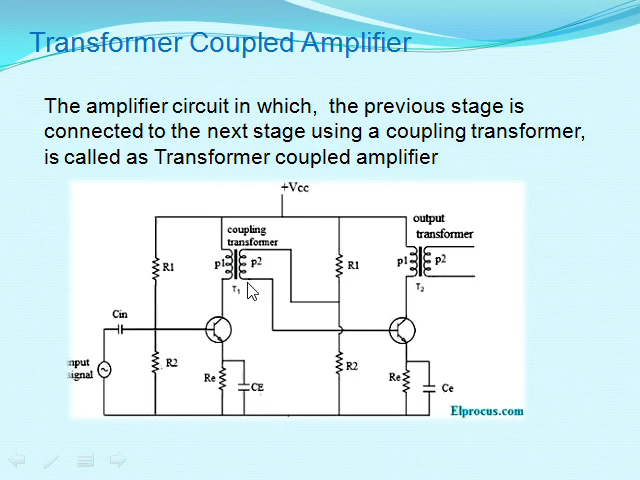 Transformer Coupled Amplifier
The amplifier circuit in which, the previous stage is
connected to the next stage using a coupling transformer,
is called as Transformer coupled amplifier
+Vcc
coupling
transformer
output
transformer
R1
p1
p2
R1
p1
p2
T1
T2
Cin
input
signal
R2
Re
CE
R2
Re
Ce
Elprocus.com